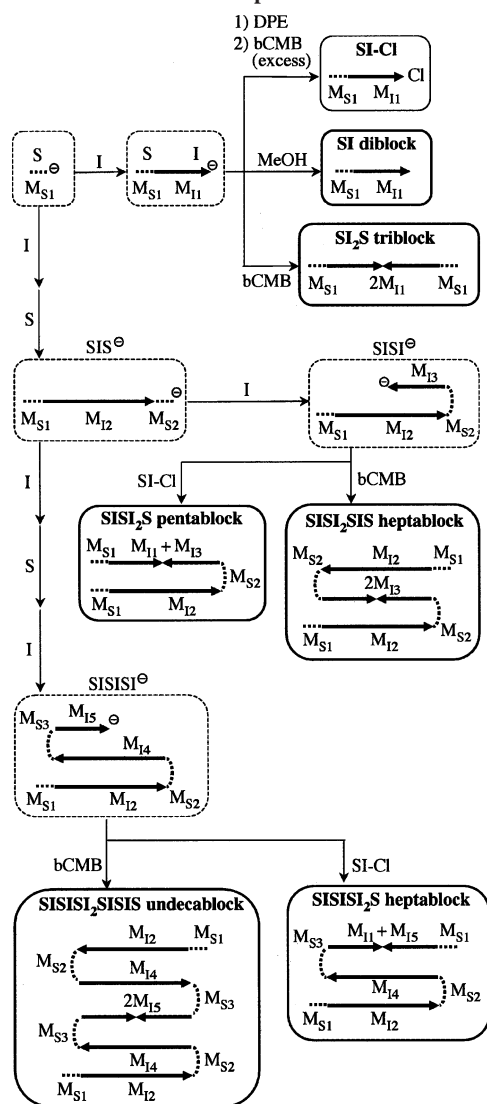 1) DPE
2) bCMB
(excess)
SI-Cl
Cl
M_S1 M_I1
S
⊖
M_S1
I
S I
⊖
M_S1 M_I1
MeOH
SI diblock
M_S1 M_I1
bCMB
SI₂S triblock
M_S1 2M_I1 M_S1
I
S
SIS⊖
⊖
M_S1 M_I2 M_S2
I
SISI⊖
⊖ M_I3
M_S1 M_I2 M_S2
SI-Cl
bCMB
SISI₂S pentablock
M_S1 M_I1 + M_I3
M_S2
M_S1 M_I2
SISI₂SIS heptablock
M_S2 M_I2 M_S1
2M_I3
M_S1 M_I2 M_S2
I
S
I
SISISI⊖
M_S3 M_I5 ⊖
M_I4
M_S1 M_I2 M_S2
bCMB
SI-Cl
SISISI₂SISIS undecablock
M_I2 M_S1
M_S2 M_I4
2M_I5 M_S3
M_S3
M_I4 M_S2
M_S1 M_I2
SISISI₂S heptablock
M_S3 M_I1 + M_I5 M_S1
M_I4 M_S2
M_S1 M_I2